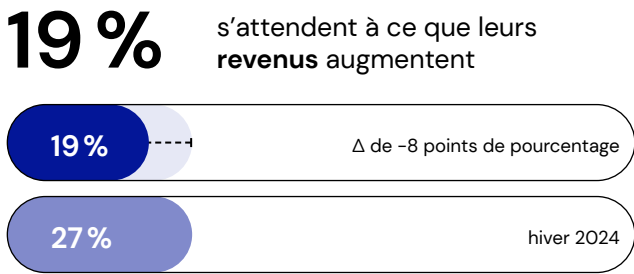 19 %
s’attendent à ce que leurs
revenus augmentent
19 %
Δ de -8 points de pourcentage
27 %
hiver 2024